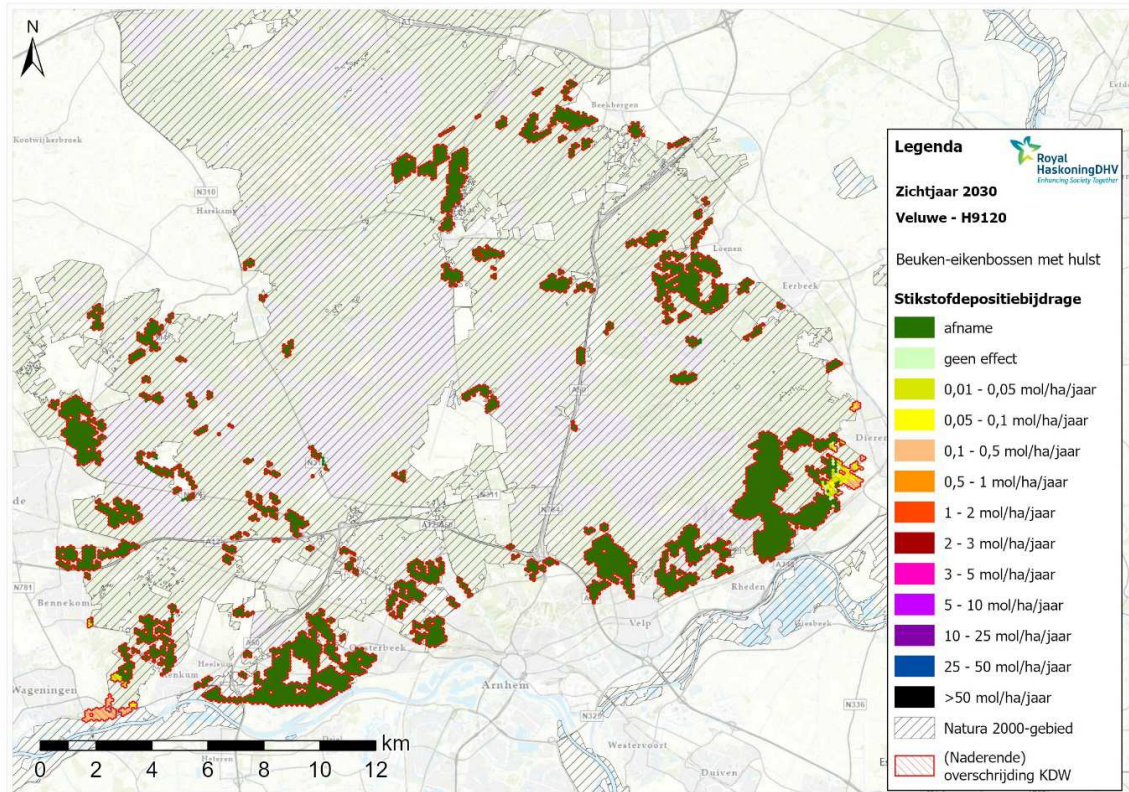 N
A1
Beekbergen
Kootwijkerbroek
N310
Harskamp
Loenen
Eerbeek
A50
Dieren
N311
A12
N784
N781
Bennekom
Rheden
A348
Velp
Oosterbeek
A50
Heelsum
Renkum
Wageningen
Arnhem
N325
N336
Westervoort
Duiven
Driel
Heteren
km
0 2 4 6 8 10 12
Legenda
Royal
HaskoningDHV
Enhancing Society Together
Zichtjaar 2030
Veluwe - H9120
Beuken-eikenbossen met hulst
Stikstofdepositiebijdrage
afname
geen effect
0,01 - 0,05 mol/ha/jaar
0,05 - 0,1 mol/ha/jaar
0,1 - 0,5 mol/ha/jaar
0,5 - 1 mol/ha/jaar
1 - 2 mol/ha/jaar
2 - 3 mol/ha/jaar
3 - 5 mol/ha/jaar
5 - 10 mol/ha/jaar
10 - 25 mol/ha/jaar
25 - 50 mol/ha/jaar
>50 mol/ha/jaar
Natura 2000-gebied
(Naderende)
overschrijding KDW